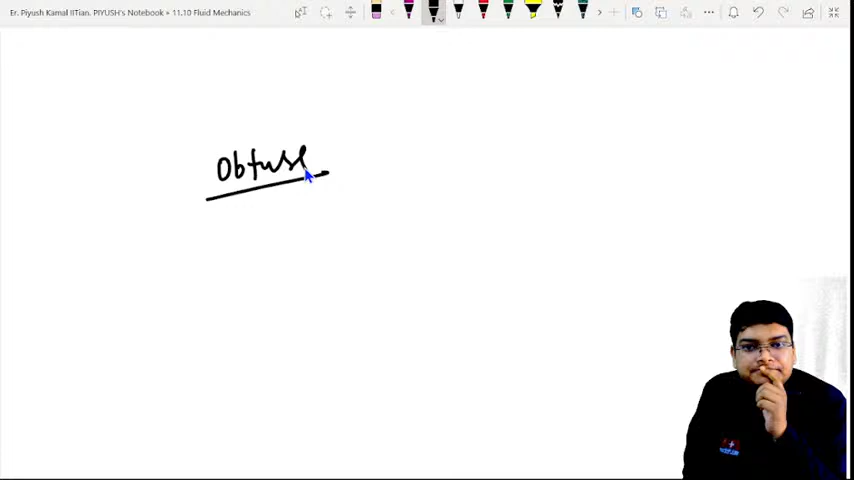 Er. Piyush Kamal IITian. PIYUSH's Notebook » 11.10 Fluid Mechanics
Obtuse